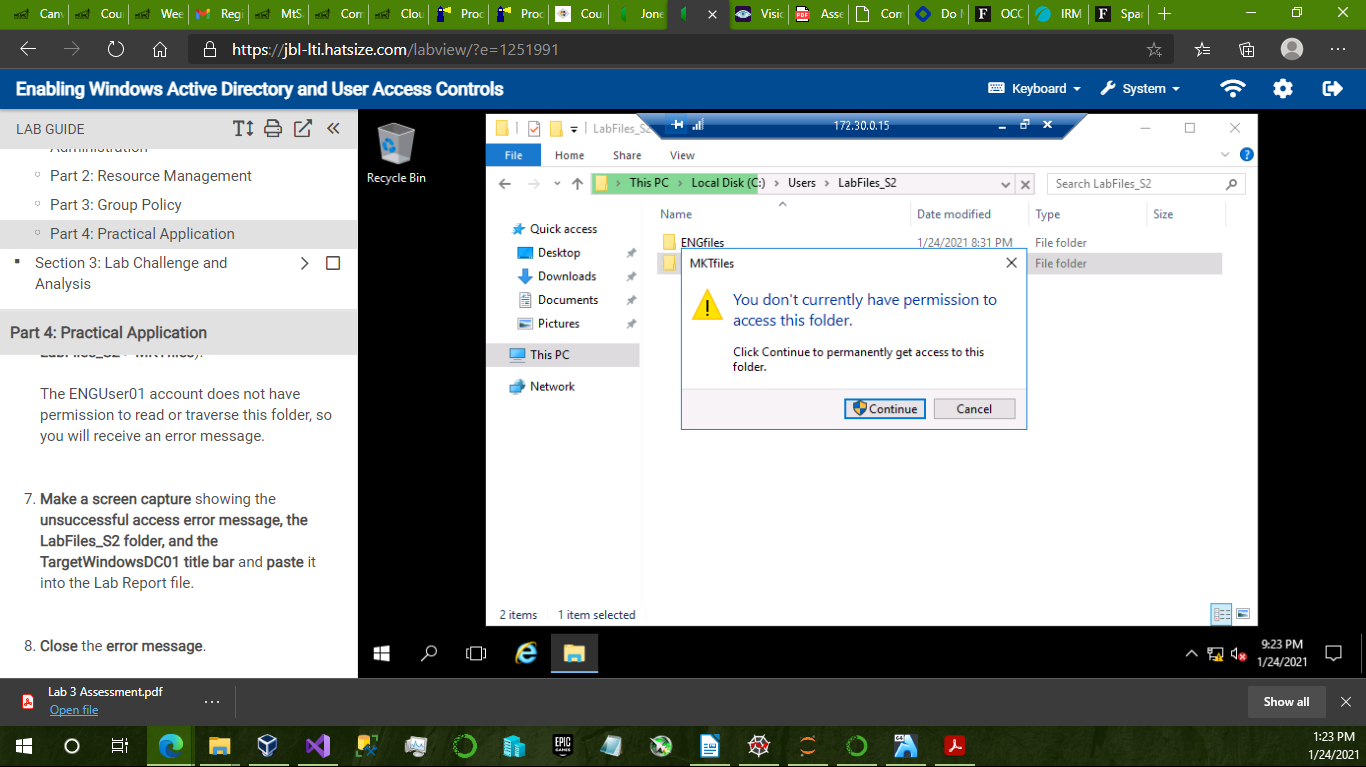 Can
Cour
Wee
Regi
MtS
Con
Clou
Proc
Proc
Cour
Jone
Visio
Asse
Con
Do N
OCC
IRM
Spar
https://jbl-lti.hatsize.com/labview/?e=1251991
Enabling Windows Active Directory and User Access Controls
Keyboard
System
LAB GUIDE
Administration
Part 2: Resource Management
Part 3: Group Policy
Part 4: Practical Application
Section 3: Lab Challenge and
Analysis
Part 4: Practical Application
LabFiles_S2 > MKTfiles).
The ENGUser01 account does not have
permission to read or traverse this folder, so
you will receive an error message.
7. Make a screen capture showing the
unsuccessful access error message, the
LabFiles_S2 folder, and the
TargetWindowsDC01 title bar and paste it
into the Lab Report file.
8. Close the error message.
Recycle Bin
LabFiles_S2
172.30.0.15
File Home Share View
This PC > Local Disk (C:) > Users > LabFiles_S2
Search LabFiles_S2
Quick access
Desktop
Downloads
Documents
Pictures
This PC
Network
Name Date modified Type Size
ENGfiles 1/24/2021 8:31 PM File folder
File folder
MKTfiles
You don't currently have permission to
access this folder.
Click Continue to permanently get access to this
folder.
Continue
Cancel
2 items 1 item selected
9:23 PM
1/24/2021
Lab 3 Assessment.pdf
Open file
Show all
EPIC
GAMES
1:23 PM
1/24/2021